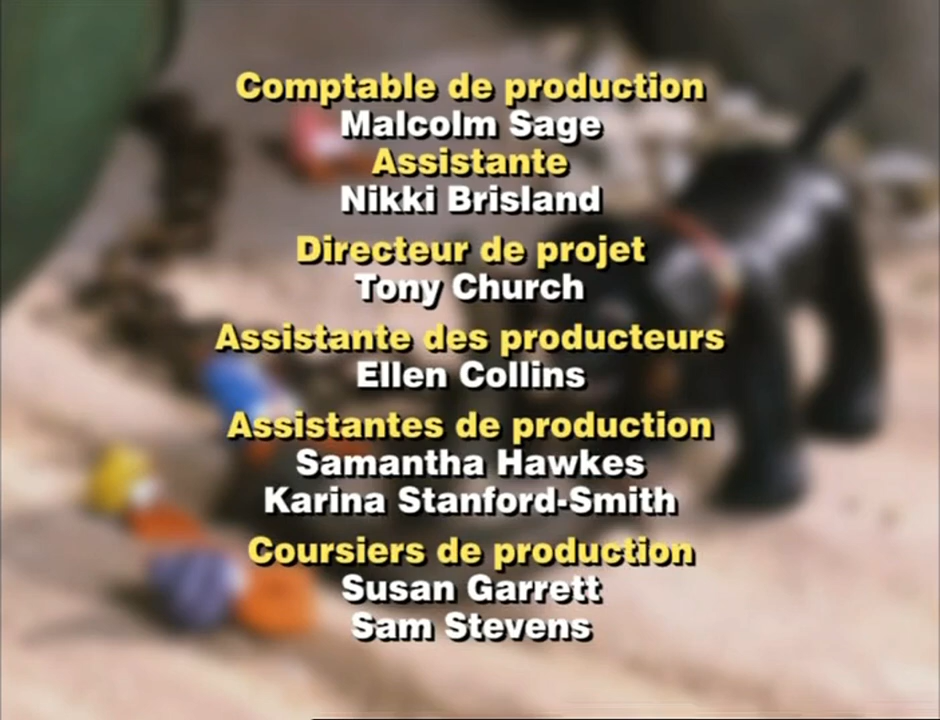 Comptable de production
Malcolm Sage
Assistante
Nikki Brisland
Directeur de projet
Tony Church
Assistante des producteurs
Ellen Collins
Assistantes de production
Samantha Hawkes
Karina Stanford-Smith
Coursiers de production
Susan Garrett
Sam Stevens